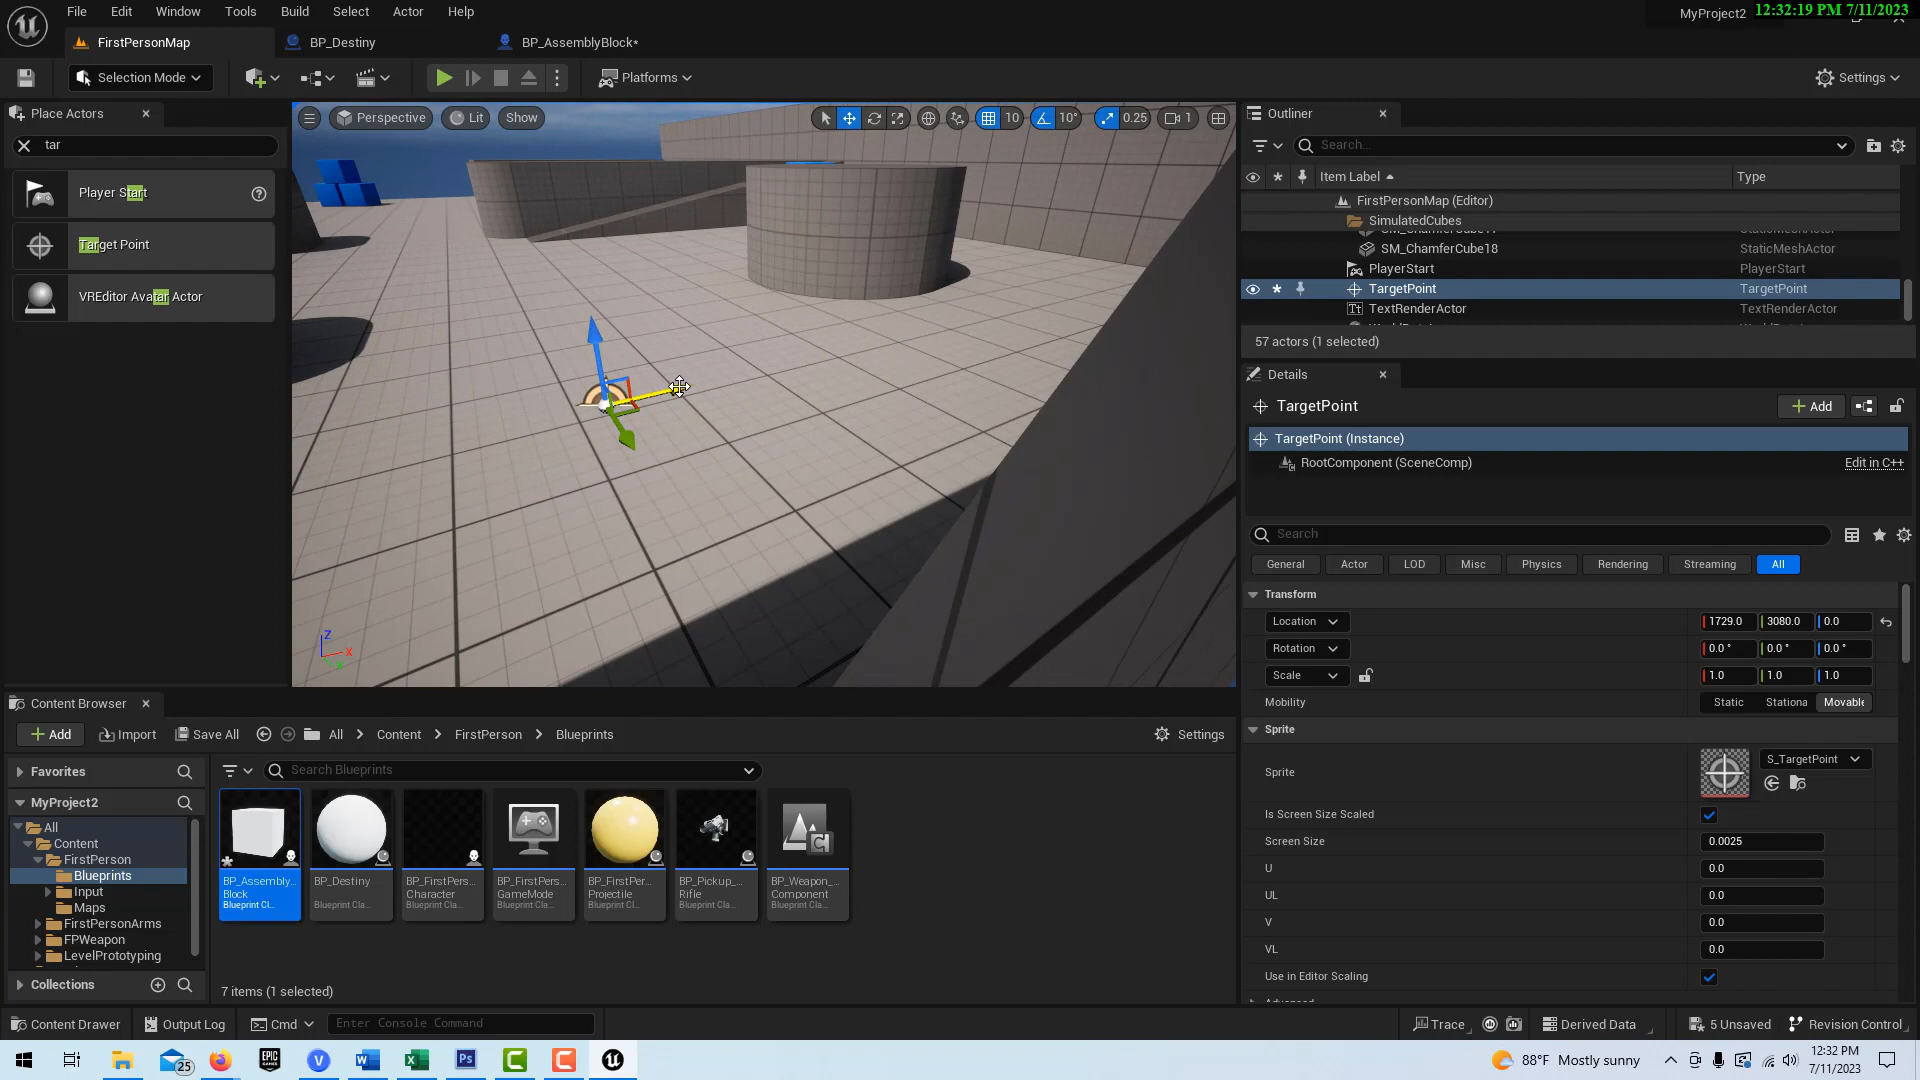 File Edit Window Tools Build Select Actor Help
MyProject2 12:32:19 PM 7/11/2023
FirstPersonMap BP_Destiny BP_AssemblyBlock*
Selection Mode Platforms Settings
Place Actors
tar
Player Start
Target Point
VREditor Avatar Actor
Perspective Lit Show 10 10° 0.25 1
Z
X
Y
Outliner
Search...
Item Label Type
FirstPersonMap (Editor)
SimulatedCubes
SM_ChamferCube18 StaticMeshActor
PlayerStart PlayerStart
TargetPoint TargetPoint
TextRenderActor TextRenderActor
57 actors (1 selected)
Details
TargetPoint Add
TargetPoint (Instance)
RootComponent (SceneComp) Edit in C++
Search
General Actor LOD Misc Physics Rendering Streaming All
Transform
Location 1729.0 3080.0 0.0
Rotation 0.0 ° 0.0 ° 0.0 °
Scale 1.0 1.0 1.0
Mobility Static Stationa Movable
Sprite
Sprite S_TargetPoint
Is Screen Size Scaled
Screen Size 0.0025
U 0.0
UL 0.0
V 0.0
VL 0.0
Use in Editor Scaling
Advanced
Content Browser
Add Import Save All All Content FirstPerson Blueprints Settings
Favorites
MyProject2
All
Content
FirstPerson
Blueprints
Input
Maps
FirstPersonArms
FPWeapon
LevelPrototyping
Collections
Search Blueprints
BP_Assembly..
Block
Blueprint Cl...
BP_Destiny
Blueprint Cla...
BP_FirstPers...
Character
Blueprint Cla...
BP_FirstPers...
GameMode
Blueprint Cla...
BP_FirstPer...
Projectile
Blueprint Cla...
BP_Pickup_...
Rifle
Blueprint Cla...
BP_Weapon_...
Component
Blueprint Cla...
7 items (1 selected)
Content Drawer Output Log Cmd Enter Console Command Trace Derived Data 5 Unsaved Revision Control
25 EPIC GAMES 88°F Mostly sunny 12:32 PM
7/11/2023